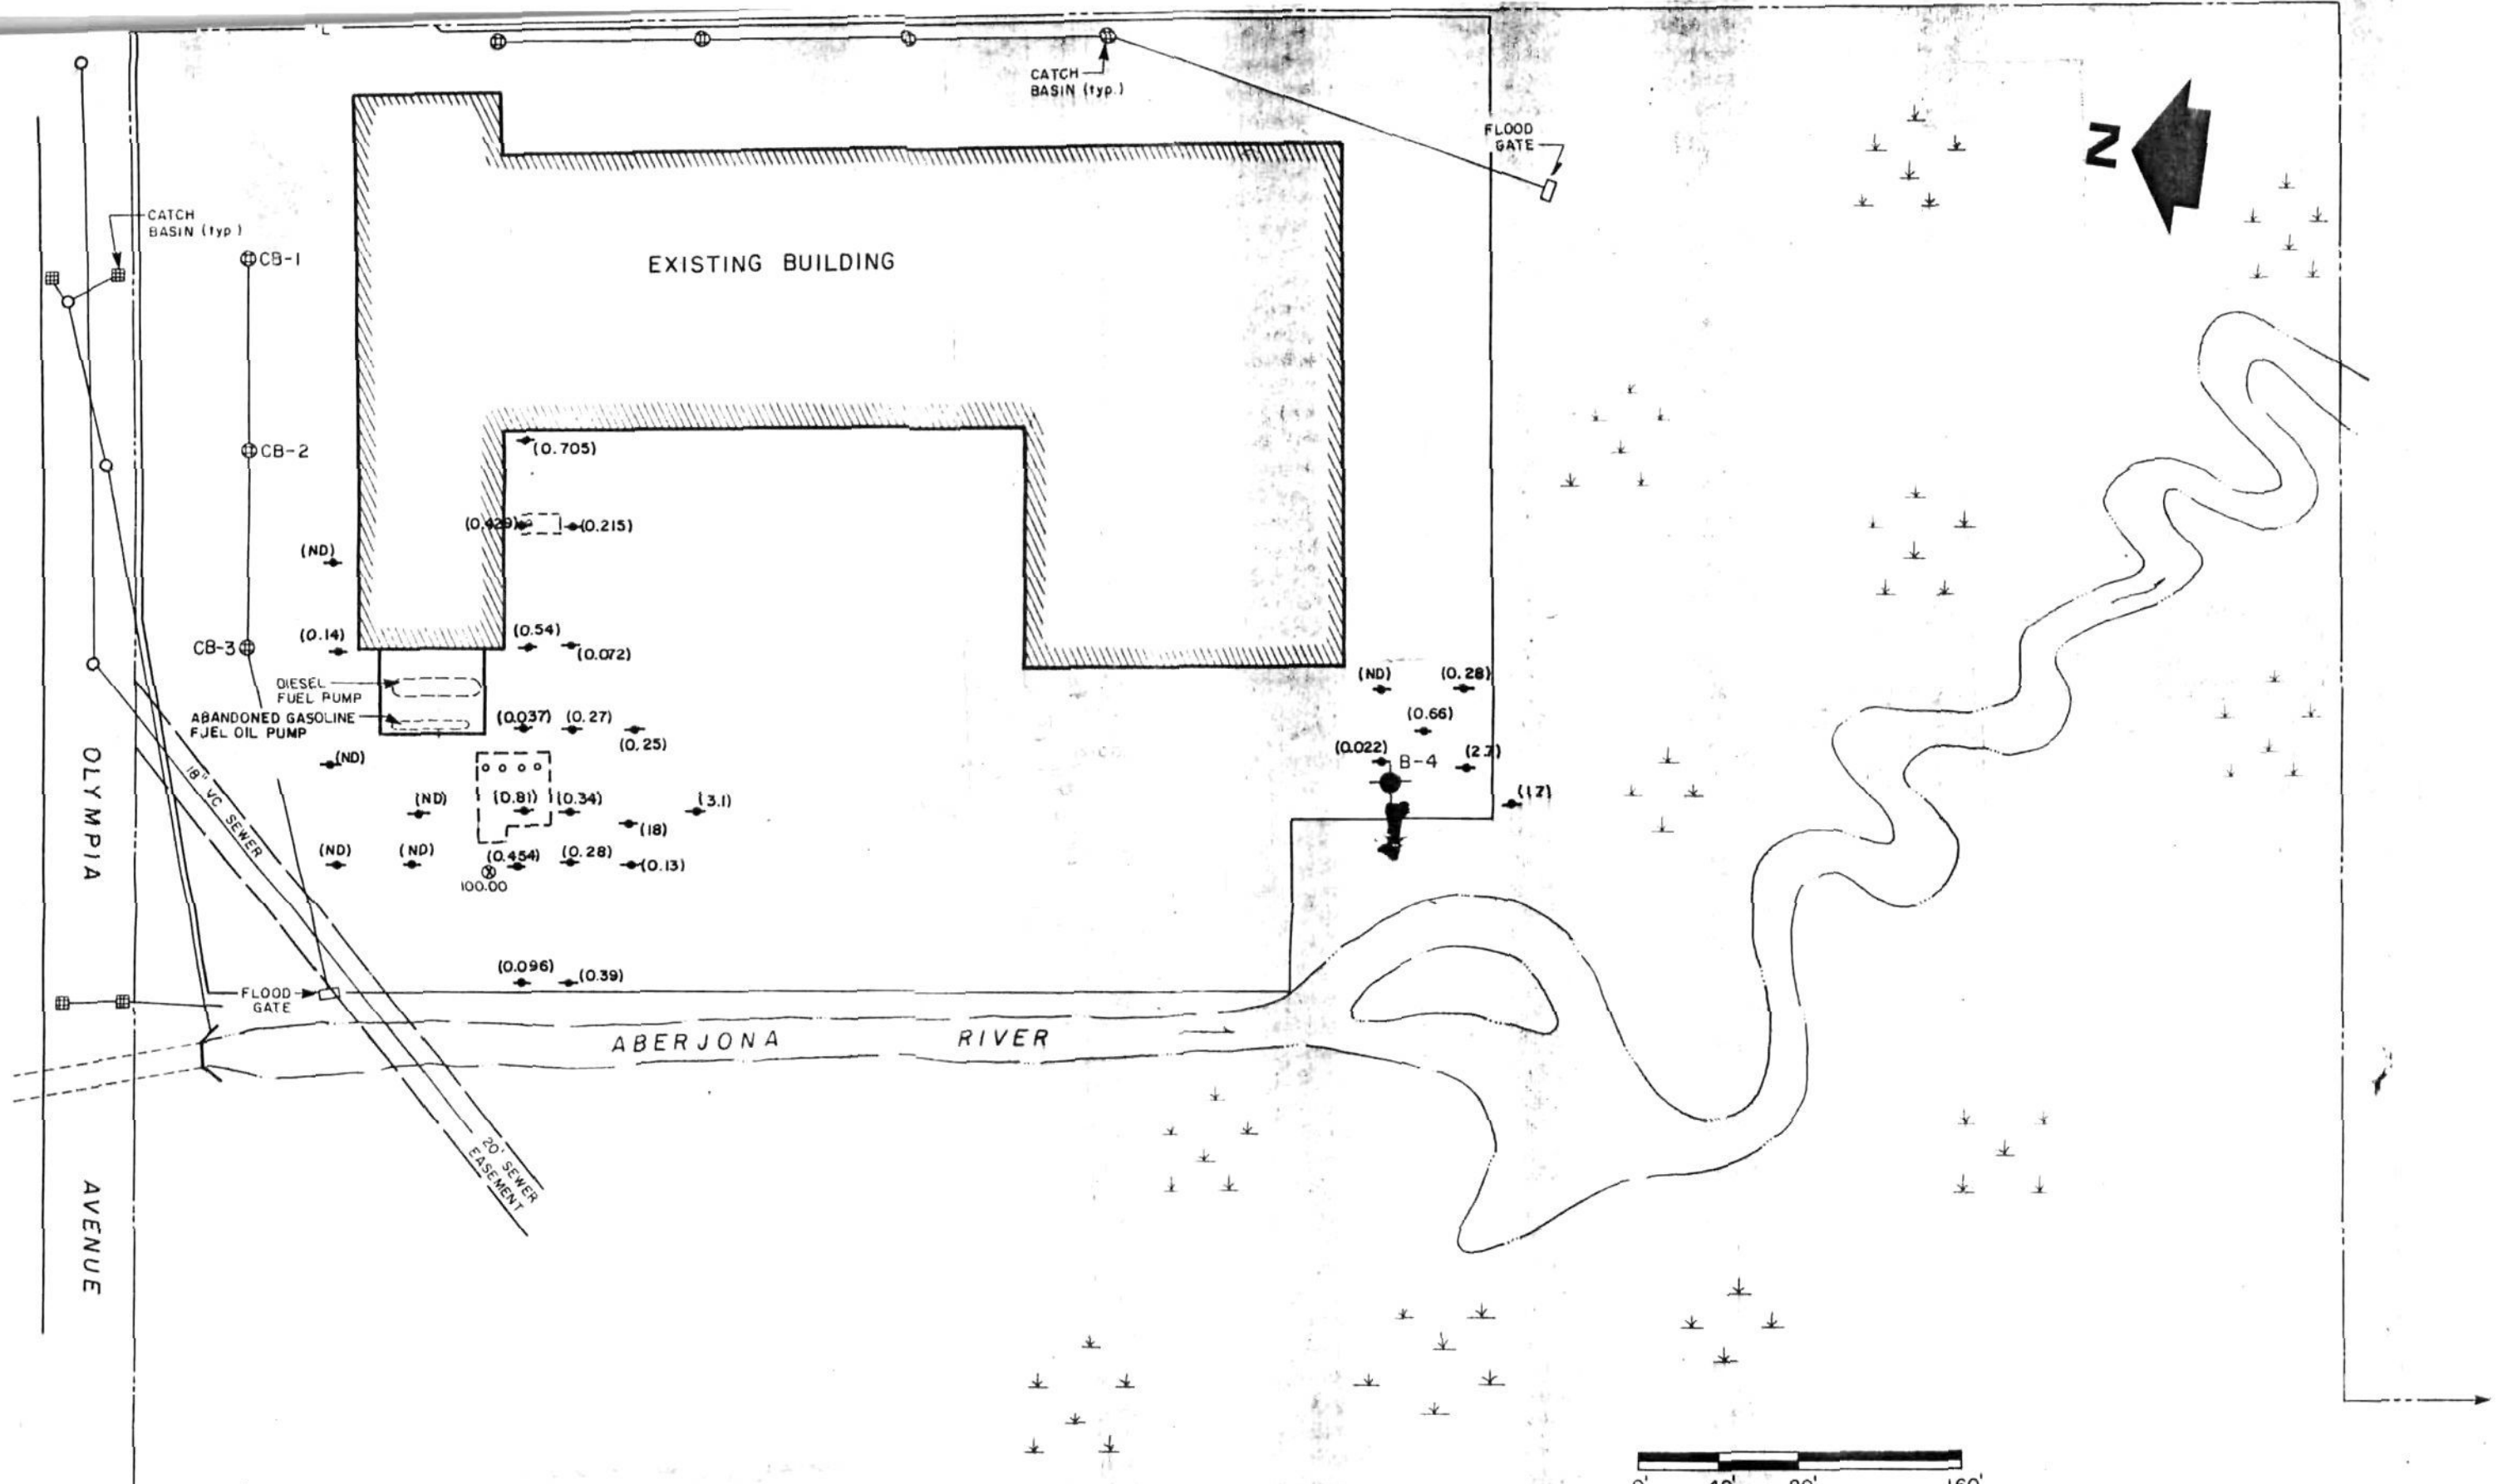 CATCH
BASIN (typ.)
FLOOD
GATE
N
CATCH
BASIN (typ)
CB-1
EXISTING BUILDING
CB-2
(0.705)
(0.429)
(0.215)
(ND)
(0.14)
(0.54)
(0.072)
CB-3
DIESEL
FUEL PUMP
(ND)
(0.28)
ABANDONED GASOLINE
FUEL OIL PUMP
(0.037)
(0.27)
(0.25)
(0.66)
(0.022)
B-4
(2.7)
(ND)
18" VC SEWER
(ND)
(0.81)
(0.34)
(3.1)
(18)
(ND)
(ND)
(0.454)
(0.28)
(0.13)
100.00
OLYMPIA
AVENUE
(0.096)
(0.39)
FLOOD
GATE
ABERJONA RIVER
20' SEWER
EASEMENT